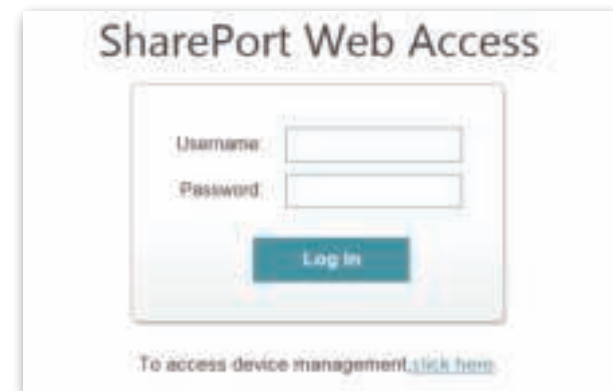 SharePort Web Access
Username
Password
Log In
To access device management, click here.